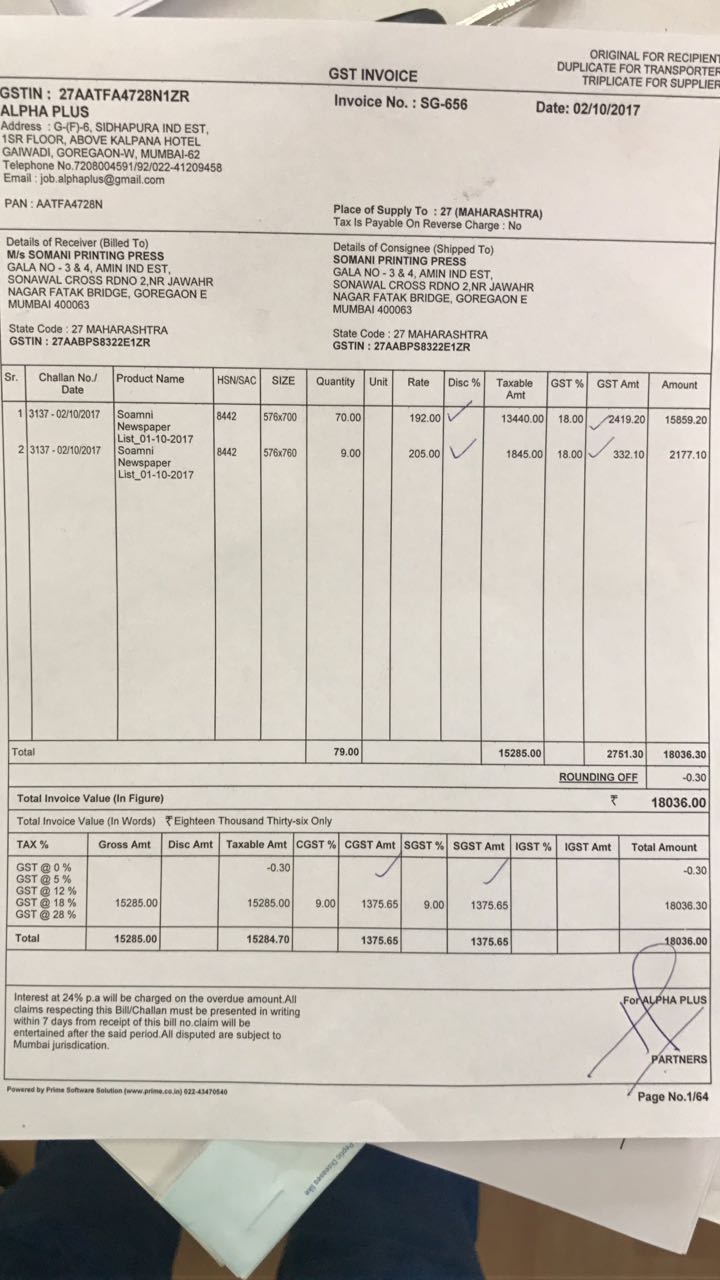 ORIGINAL FOR RECIPIENT
DUPLICATE FOR TRANSPORTER
TRIPLICATE FOR SUPPLIER
GST INVOICE
GSTIN : 27AATFA4728N1ZR
ALPHA PLUS
Address : G-(F)-6, SIDHAPURA IND EST,
1SR FLOOR, ABOVE KALPANA HOTEL
GAIWADI, GOREGAON-W, MUMBAI-62
Telephone No.7208004591/92/022-41209458
Email : job.alphaplus@gmail.com
PAN : AATFA4728N
Invoice No. : SG-656 Date: 02/10/2017
Place of Supply To : 27 (MAHARASHTRA)
Tax Is Payable On Reverse Charge : No
Details of Receiver (Billed To)
M/s SOMANI PRINTING PRESS
GALA NO - 3 & 4, AMIN IND EST,
SONAWAL CROSS RDNO 2,NR JAWAHR
NAGAR FATAK BRIDGE, GOREGAON E
MUMBAI 400063
State Code : 27 MAHARASHTRA
GSTIN : 27AABPS8322E1ZR
Details of Consignee (Shipped To)
SOMANI PRINTING PRESS
GALA NO - 3 & 4, AMIN IND EST,
SONAWAL CROSS RDNO 2,NR JAWAHR
NAGAR FATAK BRIDGE, GOREGAON E
MUMBAI 400063
State Code : 27 MAHARASHTRA
GSTIN : 27AABPS8322E1ZR
Sr. Challan No./ Date Product Name HSN/SAC SIZE Quantity Unit Rate Disc % Taxable Amt GST % GST Amt Amount
1 3137 - 02/10/2017 Soamni 8442 576x700 70.00 192.00 13440.00 18.00 2419.20 15859.20
Newspaper
List_01-10-2017
2 3137 - 02/10/2017 Soamni 8442 576x760 9.00 205.00 1845.00 18.00 332.10 2177.10
Newspaper
List_01-10-2017
Total 79.00 15285.00 2751.30 18036.30
ROUNDING OFF -0.30
Total Invoice Value (In Figure) ₹ 18036.00
Total Invoice Value (In Words) ₹ Eighteen Thousand Thirty-six Only
TAX % Gross Amt Disc Amt Taxable Amt CGST % CGST Amt SGST % SGST Amt IGST % IGST Amt Total Amount
GST @ 0 % -0.30 -0.30
GST @ 5 %
GST @ 12 %
GST @ 18 % 15285.00 15285.00 9.00 1375.65 9.00 1375.65 18036.30
GST @ 28 %
Total 15285.00 15284.70 1375.65 1375.65 18036.00
Interest at 24% p.a will be charged on the overdue amount.All
claims respecting this Bill/Challan must be presented in writing
within 7 days from receipt of this bill no.claim will be
entertained after the said period.All disputed are subject to
Mumbai jurisdication.
For ALPHA PLUS
PARTNERS
Powered by Prime Software Solution (www.prime.co.in) 022-43470540
Page No.1/64
Peptic Diseases like